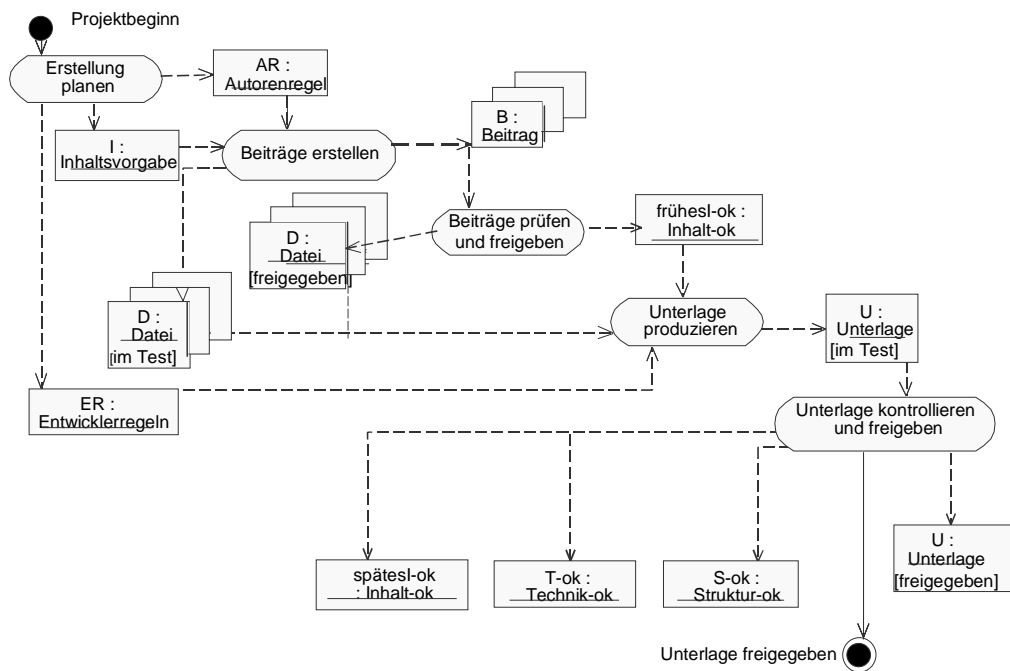 Projektbeginn
Erstellung
planen
AR :
Autorenregel
B :
Beitrag
I :
Inhaltsvorgabe
Beiträge erstellen
Beiträge prüfen
und freigeben
frühesI-ok :
Inhalt-ok
D :
Datei
[freigegeben]
D :
Datei
[im Test]
Unterlage
produzieren
U :
Unterlage
[im Test]
ER :
Entwicklerregeln
Unterlage kontrollieren
und freigeben
spätesI-ok
: Inhalt-ok
T-ok :
Technik-ok
S-ok :
Struktur-ok
U :
Unterlage
[freigegeben]
Unterlage freigegeben